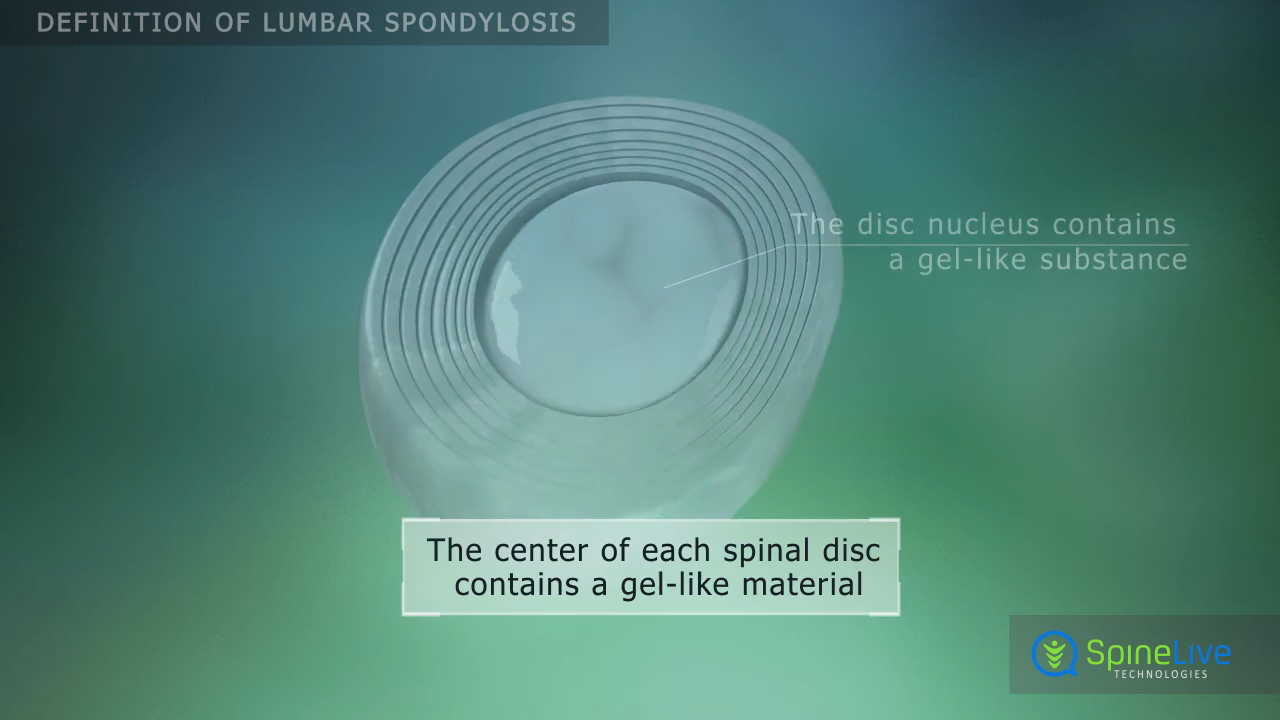 DEFINITION OF LUMBAR SPONDYLOSIS
The disc nucleus contains
a gel-like substance
The center of each spinal disc
contains a gel-like material
SpineLive
TECHNOLOGIES